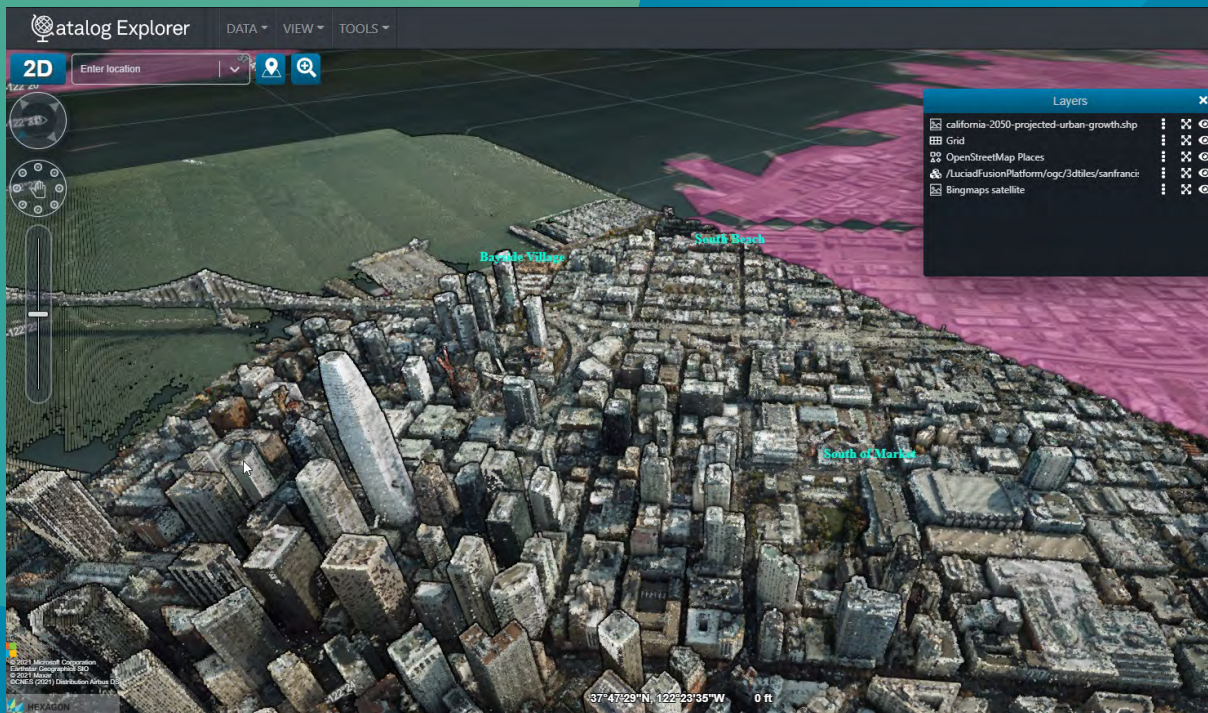 Catalog Explorer
DATA VIEW TOOLS
2D
Enter location
Layers
california-2050-projected-urban-growth.shp
Grid
OpenStreetMap Places
/LuciadFusionPlatform/ogc/3dtiles/sanfrancis
Bingmaps satellite
South Beach
Bayside Village
South of Market
© 2021 Microsoft Corporation
Earthstar Geographics SIO
© 2021 Maxar
©CNES (2021) Distribution Airbus DS
37°47'29"N, 122°23'35"W 0 ft
HEXAGON